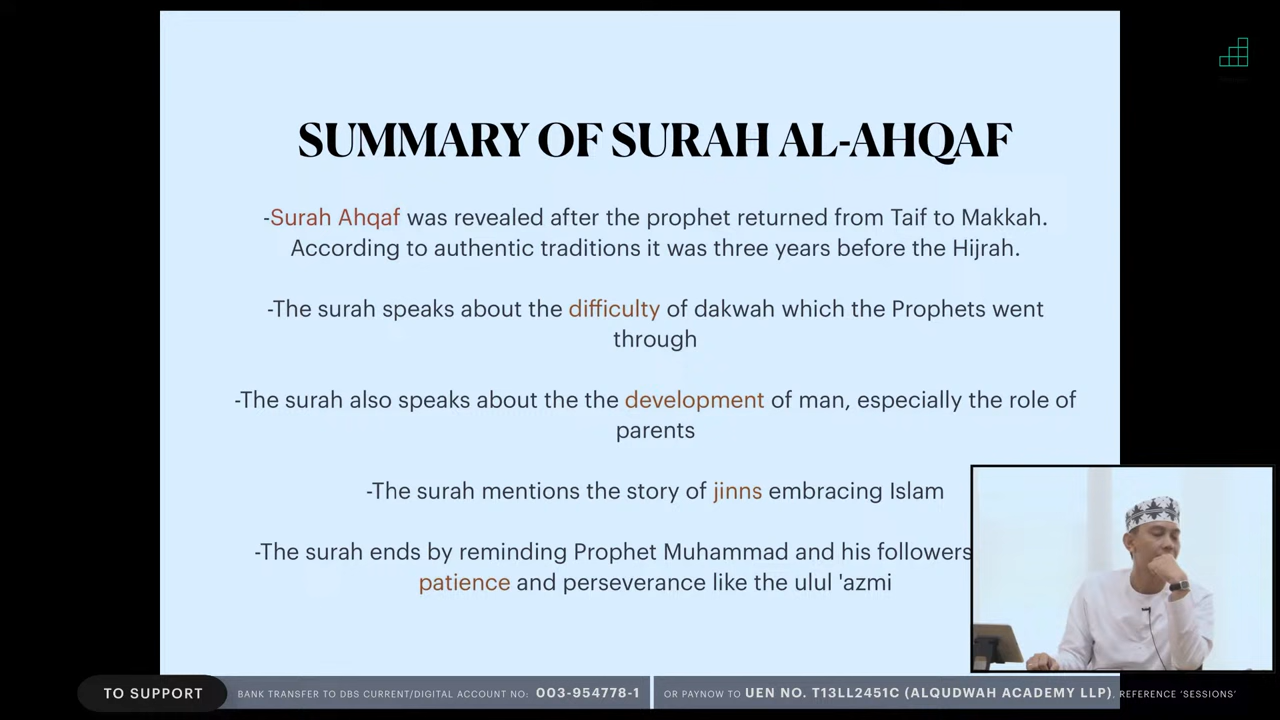 SUMMARY OF SURAH AL-AHQAF
-Surah Ahqaf was revealed after the prophet returned from Taif to Makkah.
According to authentic traditions it was three years before the Hijrah.
-The surah speaks about the difficulty of dakwah which the Prophets went
through
-The surah also speaks about the the development of man, especially the role of
parents
-The surah mentions the story of jinns embracing Islam
-The surah ends by reminding Prophet Muhammad and his followers
patience and perseverance like the ulul 'azmi
TO SUPPORT BANK TRANSFER TO DBS CURRENT/DIGITAL ACCOUNT NO: 003-954778-1 OR PAYNOW TO UEN NO. T13LL2451C (ALQUDWAH ACADEMY LLP), REFERENCE 'SESSIONS'